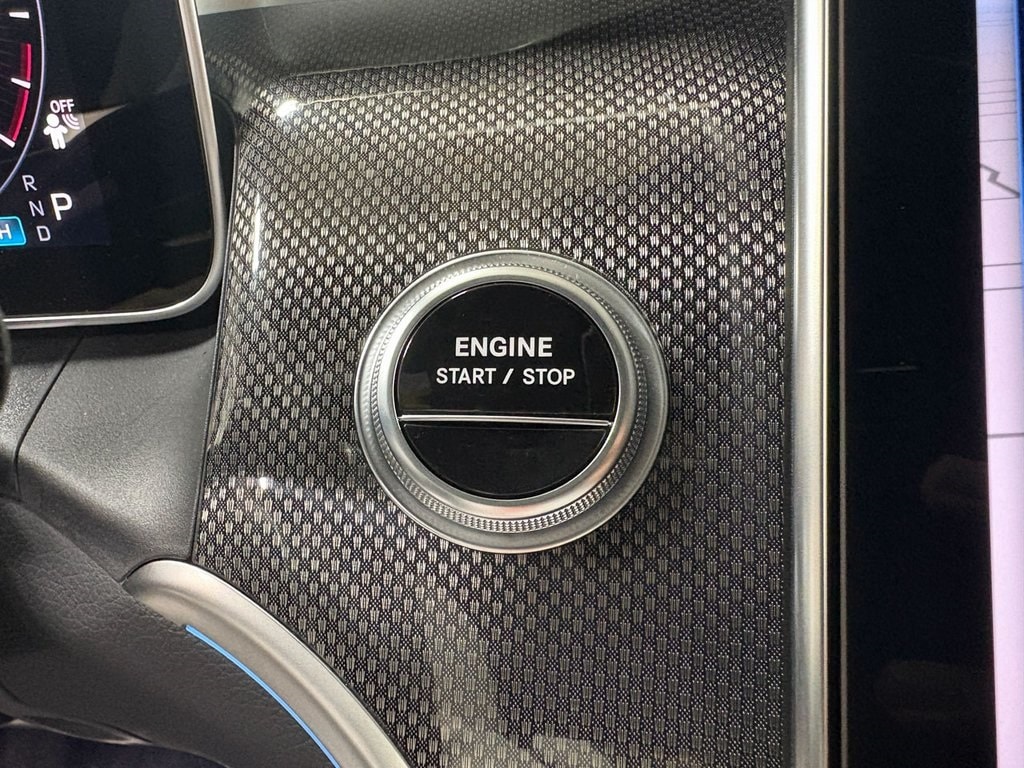 OFF
R
N P
H D
ENGINE
START / STOP